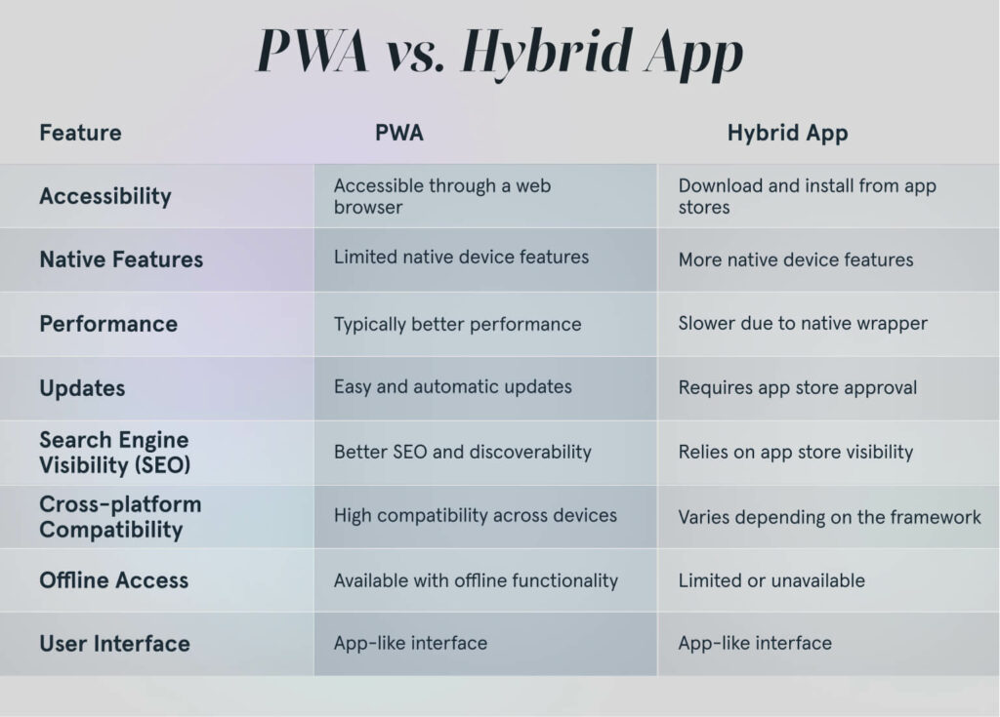 PWA vs. Hybrid App
Feature PWA Hybrid App
Accessibility
Accessible through a web
browser
Download and install from app
stores
Native Features Limited native device features More native device features
Performance Typically better performance Slower due to native wrapper
Updates Easy and automatic updates Requires app store approval
Search Engine
Visibility (SEO)
Better SEO and discoverability Relies on app store visibility
Cross-platform
Compatibility
High compatibility across devices Varies depending on the framework
Offline Access Available with offline functionality Limited or unavailable
User Interface App-like interface App-like interface